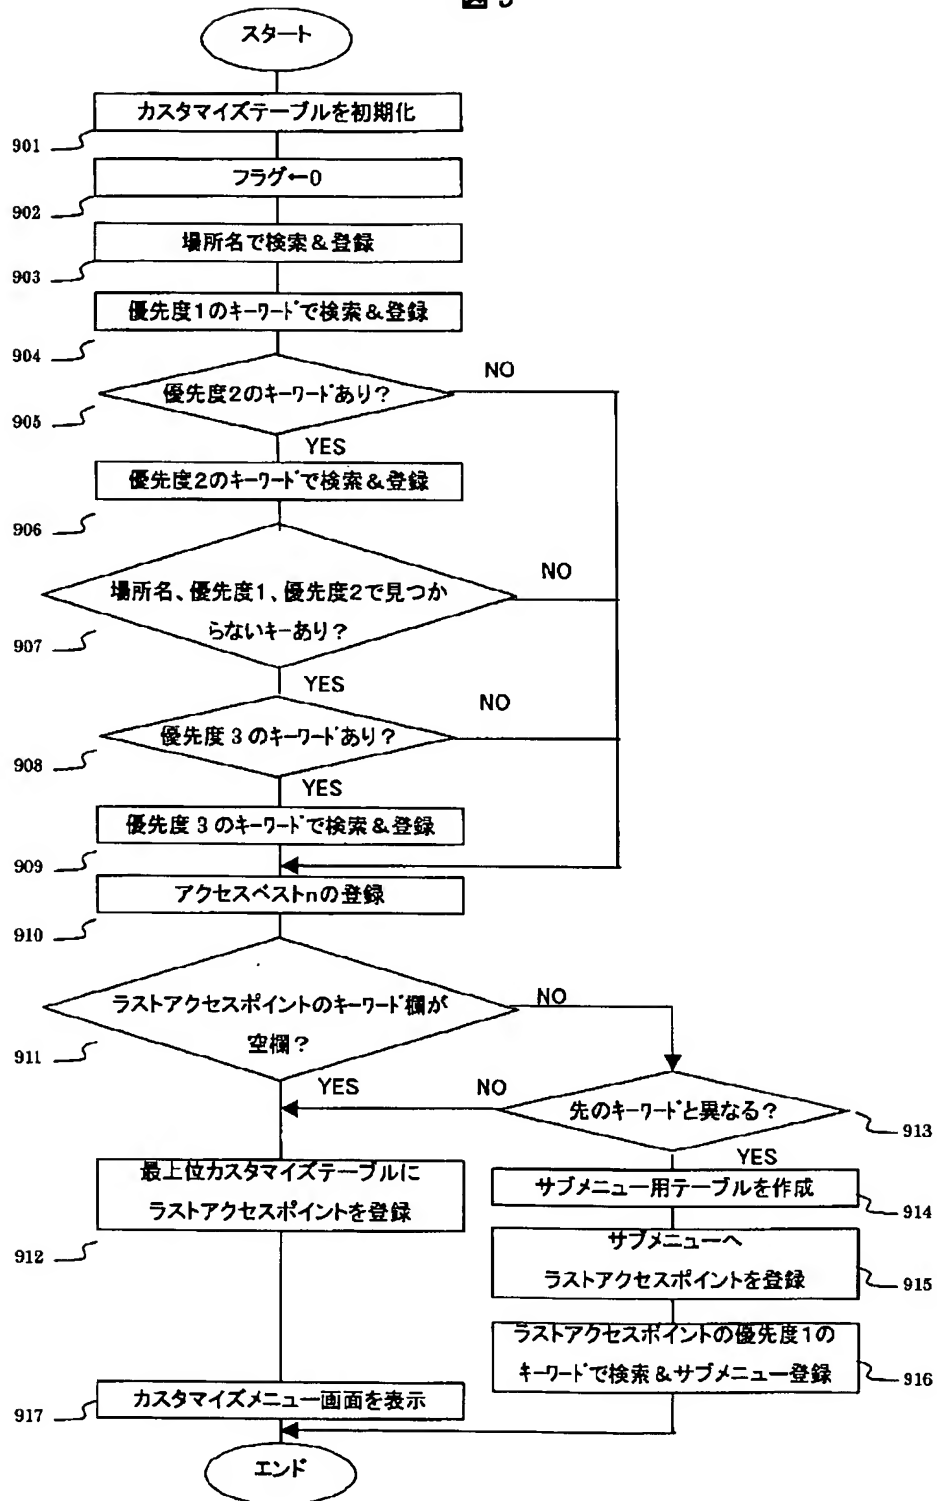 スタート
カスタマイズテーブルを初期化
901
フラグ←0
902
場所名で検索&登録
903
優先度1のキーワードで検索&登録
904
優先度2のキーワードあり?
NO
905
YES
優先度2のキーワードで検索&登録
906
場所名、優先度1、優先度2で見つか
らないキーあり?
NO
907
YES
優先度3のキーワードあり?
NO
908
YES
優先度3のキーワードで検索&登録
909
アクセスベストnの登録
910
ラストアクセスポイントのキーワード欄が
空欄?
NO
911
YES
NO
先のキーワードと異なる?
913
YES
最上位カスタマイズテーブルに
ラストアクセスポイントを登録
912
サブメニュー用テーブルを作成
914
サブメニューへ
ラストアクセスポイントを登録
915
ラストアクセスポイントの優先度1の
キーワードで検索&サブメニュー登録
916
カスタマイズメニュー画面を表示
917
エンド